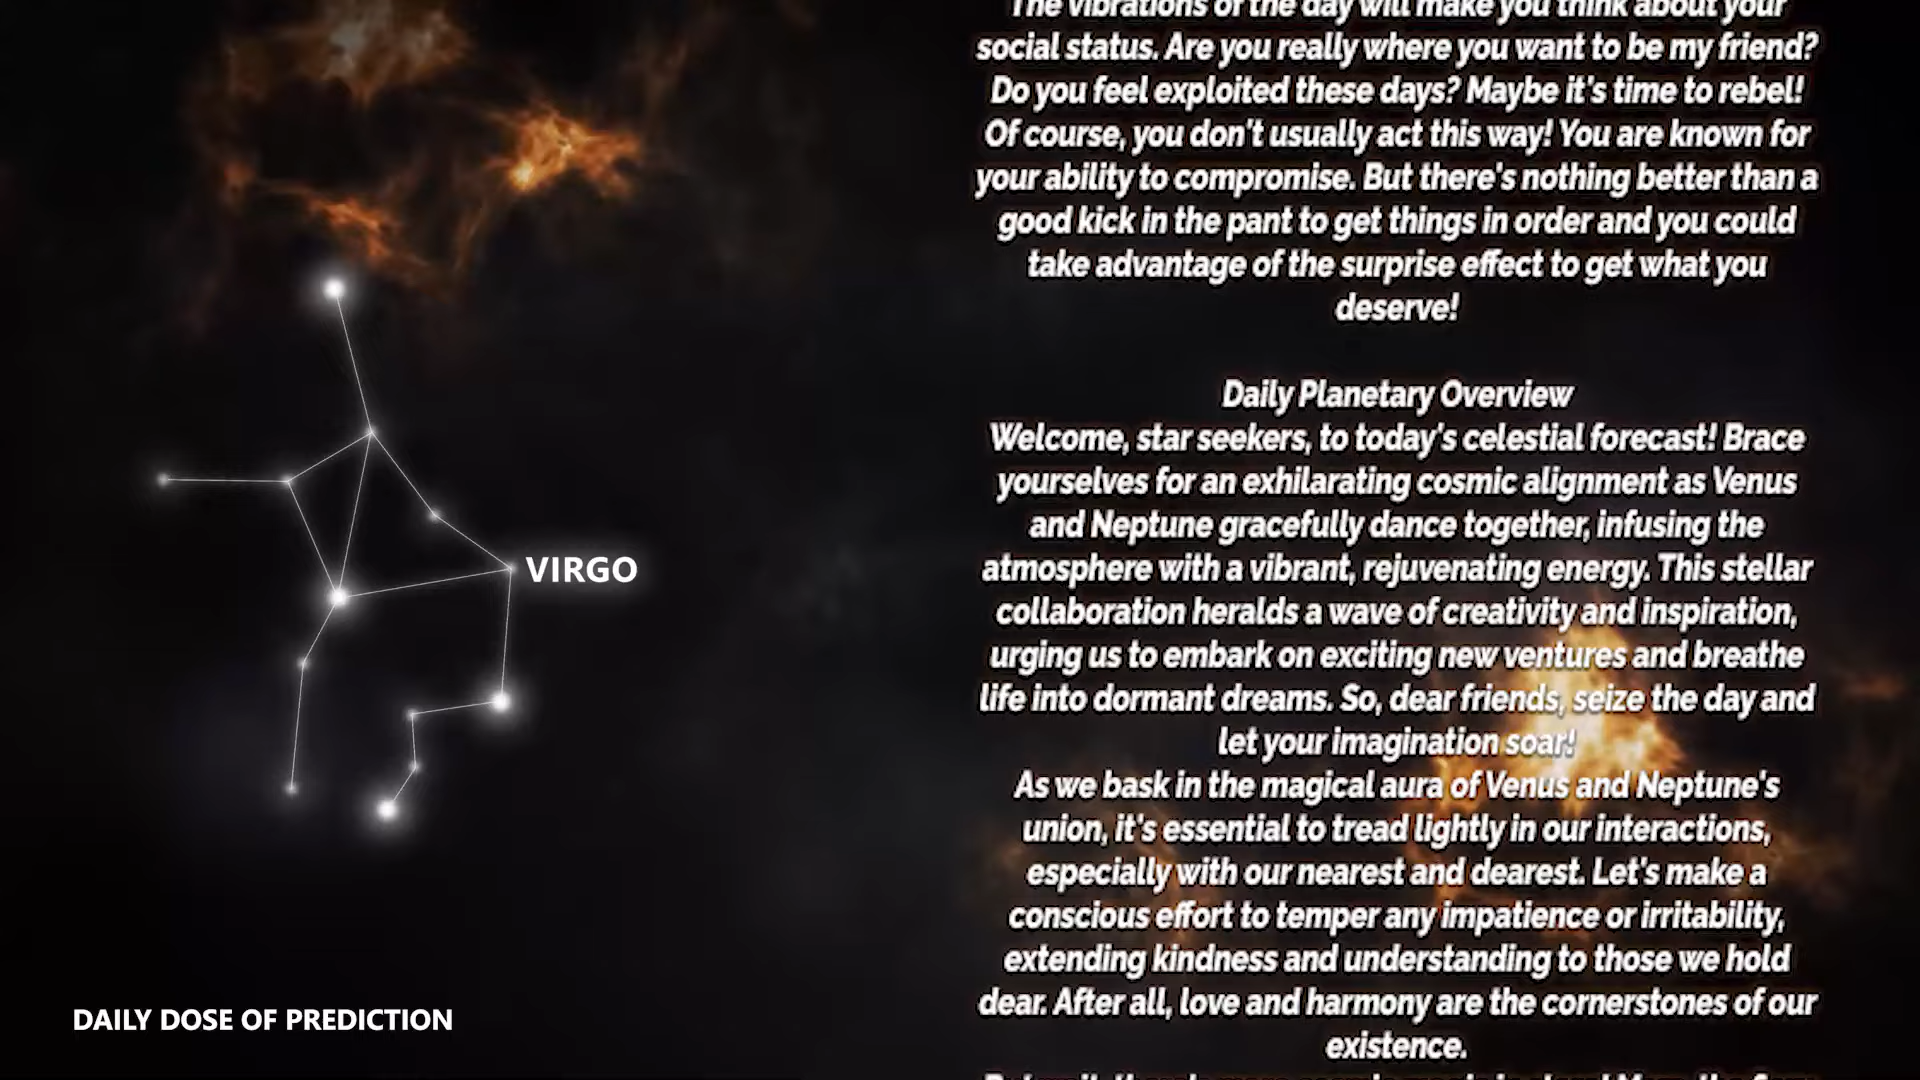 The vibrations of the day will make you think about your
social status. Are you really where you want to be my friend?
Do you feel exploited these days? Maybe it's time to rebel!
Of course, you don't usually act this way! You are known for
your ability to compromise. But there's nothing better than a
good kick in the pant to get things in order and you could
take advantage of the surprise effect to get what you
deserve!
Daily Planetary Overview
Welcome, star seekers, to today's celestial forecast! Brace
yourselves for an exhilarating cosmic alignment as Venus
and Neptune gracefully dance together, infusing the
atmosphere with a vibrant, rejuvenating energy. This stellar
collaboration heralds a wave of creativity and inspiration,
urging us to embark on exciting new ventures and breathe
life into dormant dreams. So, dear friends, seize the day and
let your imagination soar!
As we bask in the magical aura of Venus and Neptune's
union, it's essential to tread lightly in our interactions,
especially with our nearest and dearest. Let's make a
conscious effort to temper any impatience or irritability,
extending kindness and understanding to those we hold
dear. After all, love and harmony are the cornerstones of our
existence.
VIRGO
DAILY DOSE OF PREDICTION